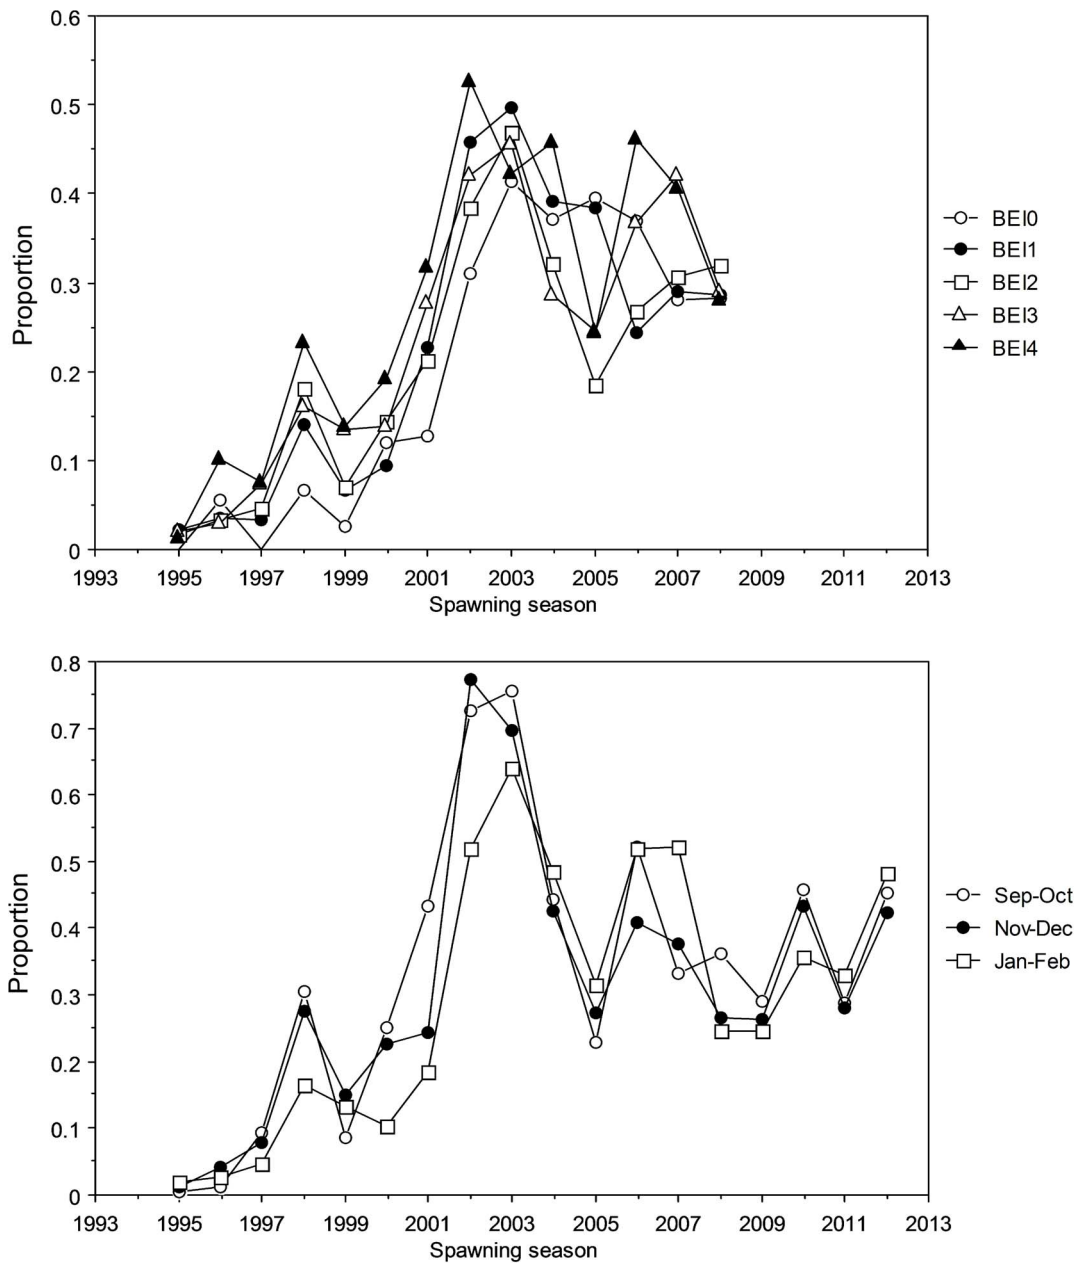 0.6
0.5
0.4
0.3
0.2
0.1
0
Proportion
1993 1995 1997 1999 2001 2003 2005 2007 2009 2011 2013
Spawning season
BEI0
BEI1
BEI2
BEI3
BEI4
0.8
0.7
0.6
0.5
0.4
0.3
0.2
0.1
0
Proportion
1993 1995 1997 1999 2001 2003 2005 2007 2009 2011 2013
Spawning season
Sep-Oct
Nov-Dec
Jan-Feb